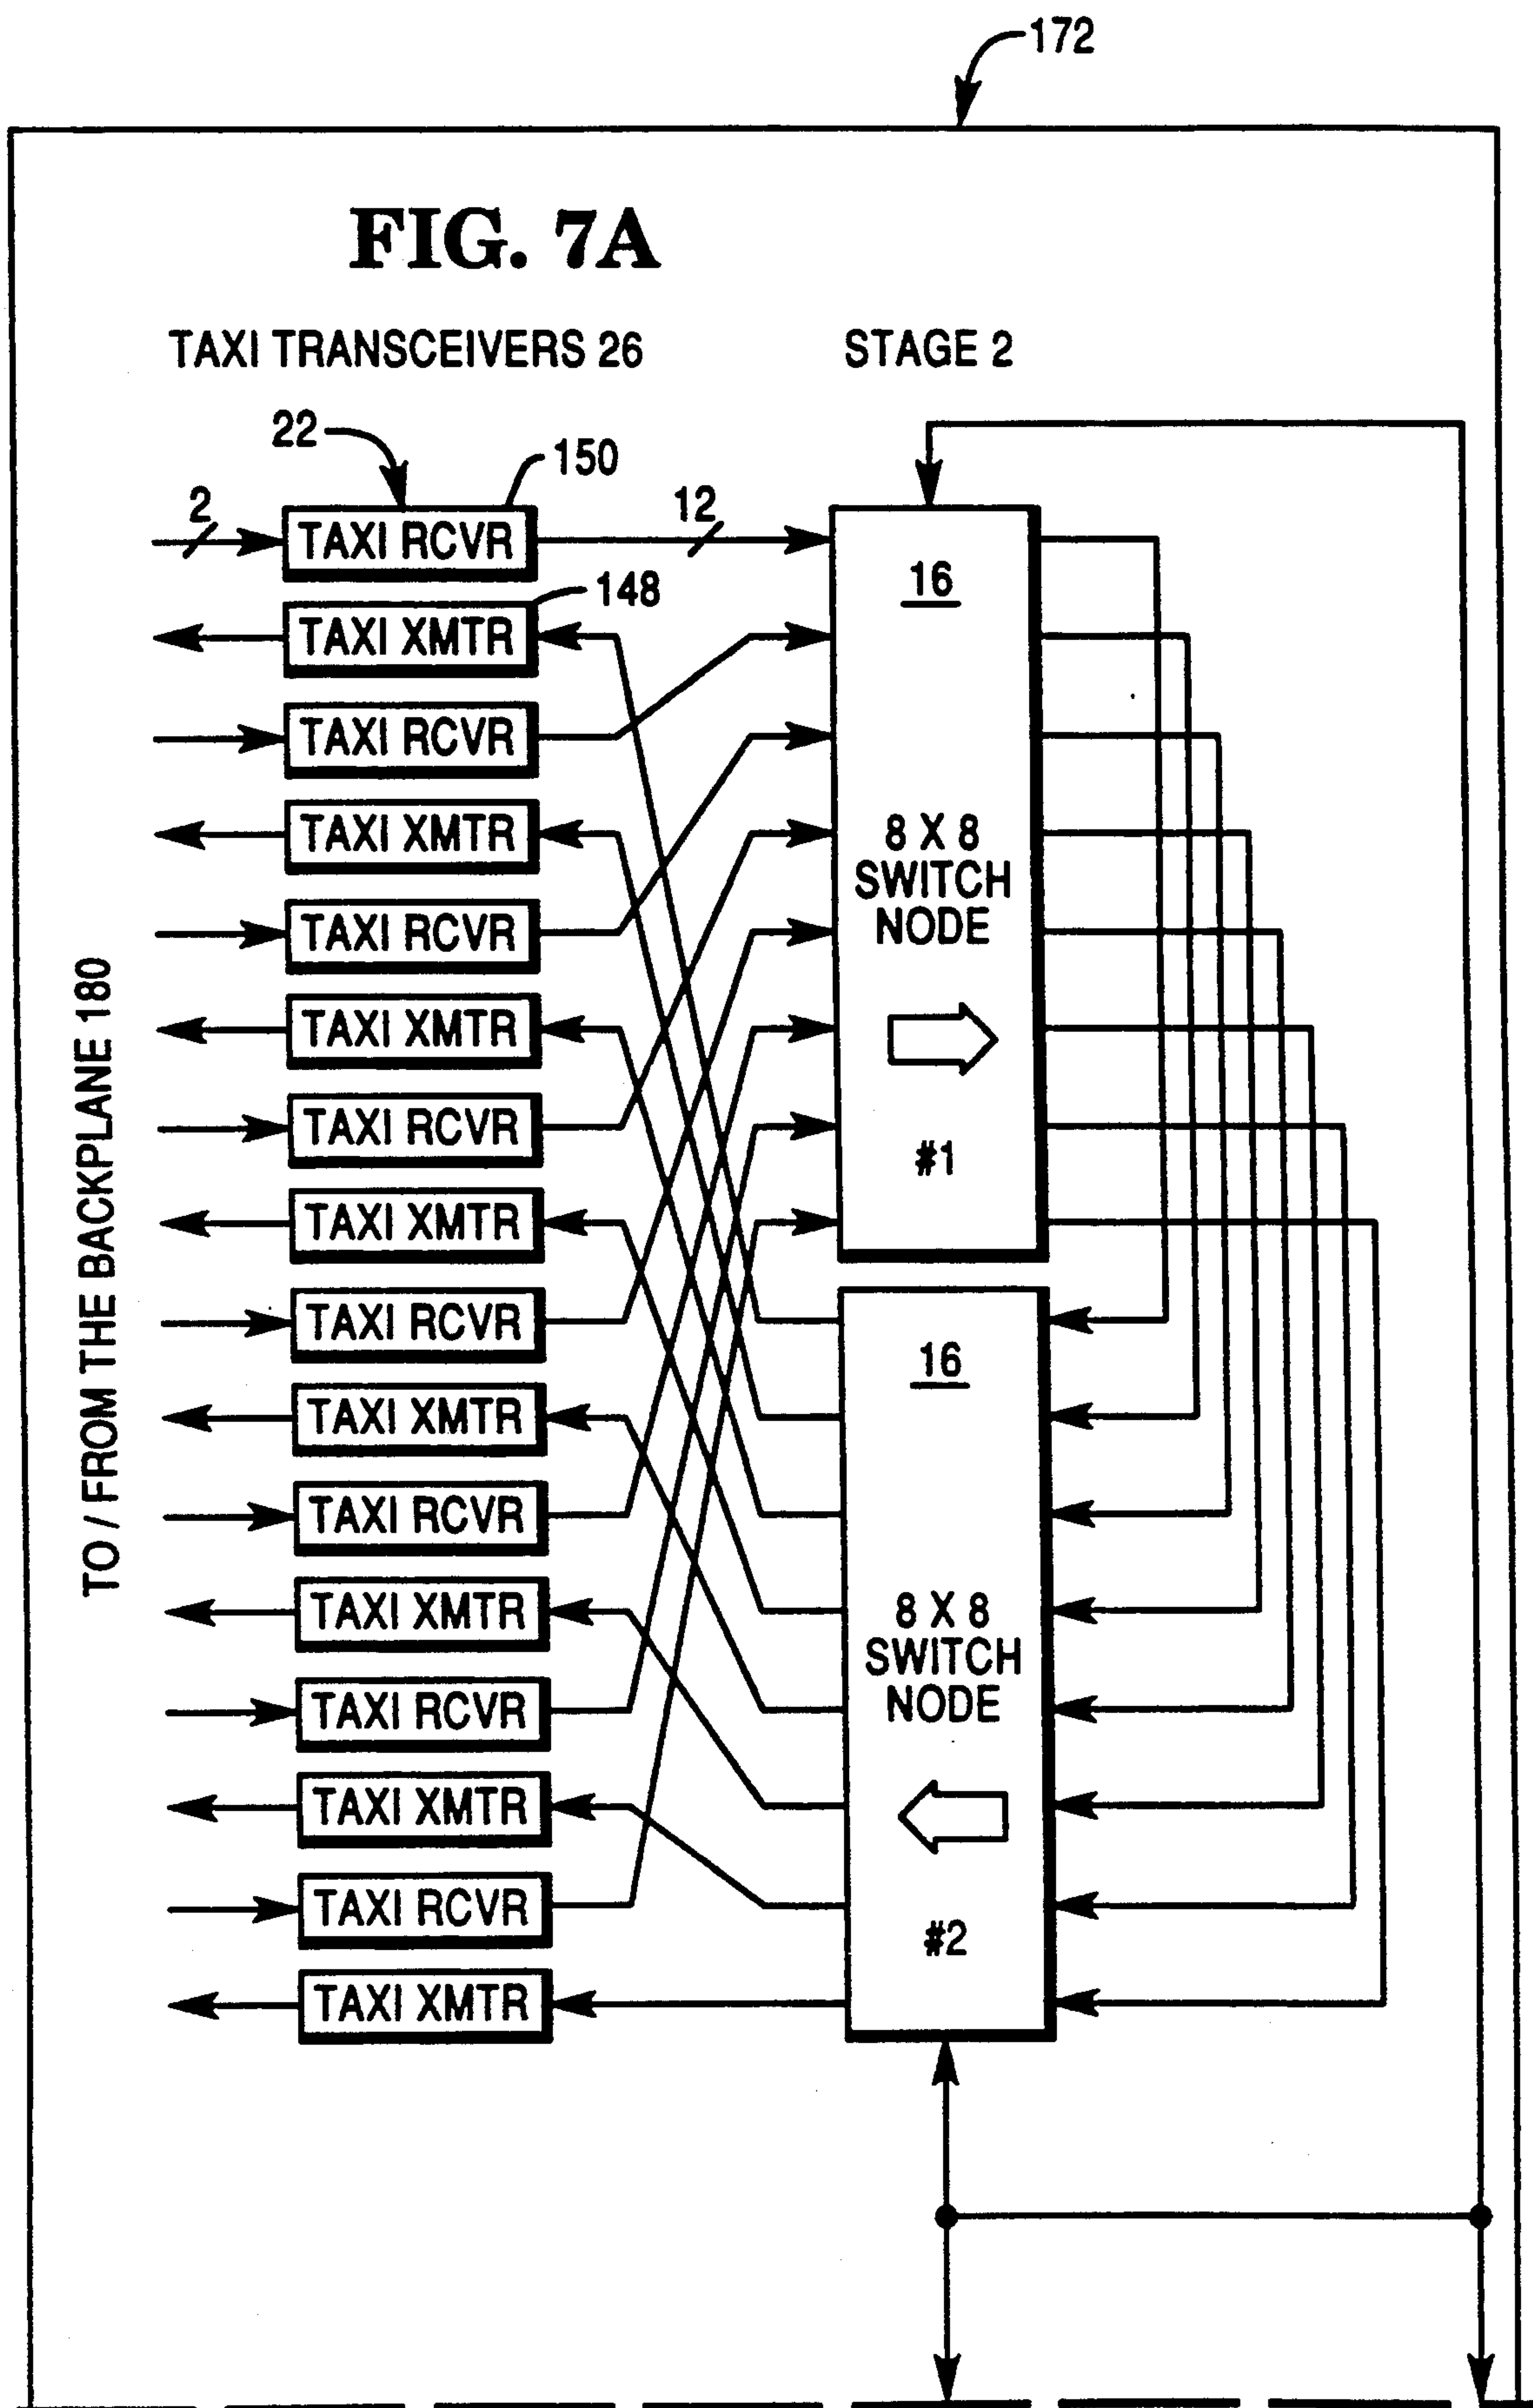 172
FIG. 7A
TAXI TRANSCEIVERS 26
STAGE 2
22
150
2
TAXI RCVR
12
148
TAXI XMTR
TAXI RCVR
TAXI XMTR
TAXI RCVR
TAXI XMTR
TAXI RCVR
TAXI XMTR
TAXI RCVR
TAXI XMTR
TAXI RCVR
TAXI XMTR
TAXI RCVR
TAXI XMTR
TAXI RCVR
TAXI XMTR
TO / FROM THE BACKPLANE 180
16
8 X 8
SWITCH
NODE
#1
16
8 X 8
SWITCH
NODE
#2